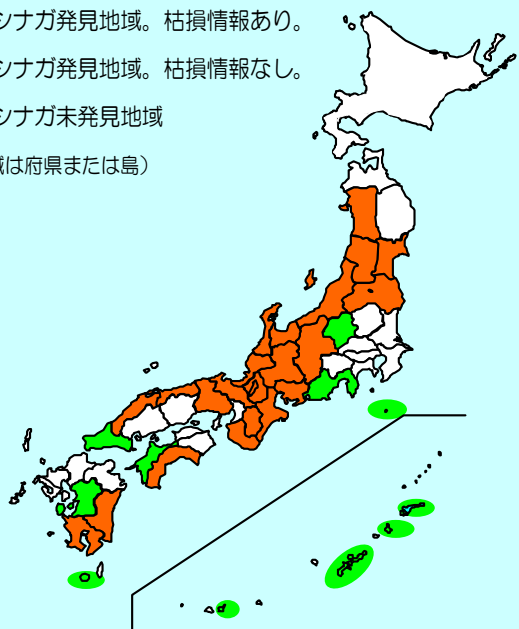 シナガ発見地域。枯損情報あり。
シナガ発見地域。枯損情報なし。
シナガ未発見地域
域は府県または島）